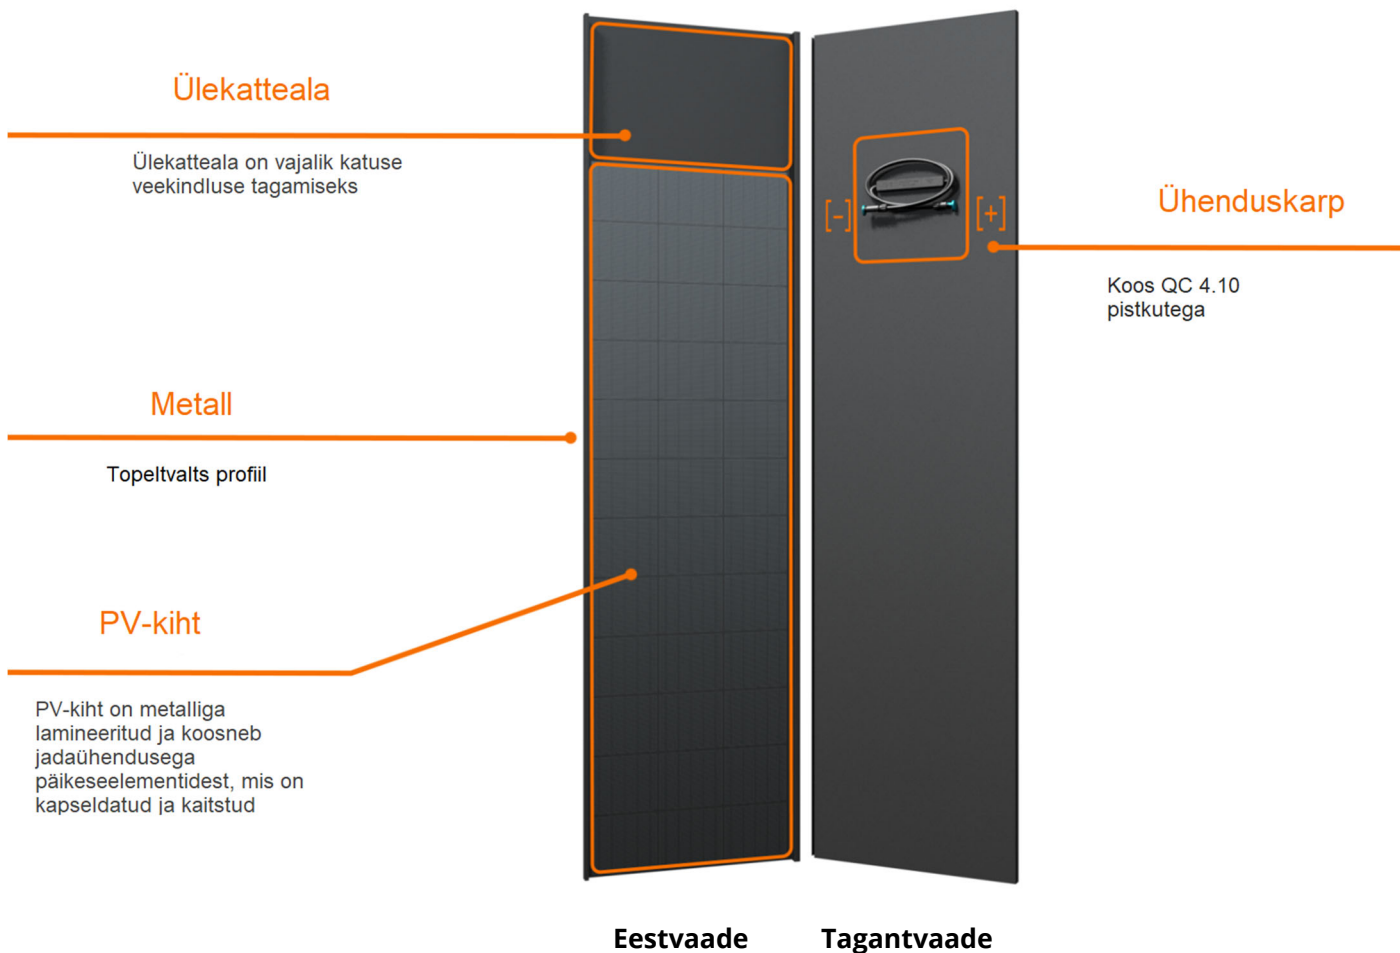 Ülekatteala
Ülekatteala on vajalik katuse
veekindluse tagamiseks
[-]
[+]
Ühenduskarp
Koos QC 4.10
pistkutega
Metall
Topeltvalts profiil
PV-kiht
PV-kiht on metalliga
lamineeritud ja koosneb
jadaühendusega
päikeseelementidest, mis on
kapseldatud ja kaitstud
Eestvaade
Tagantvaade